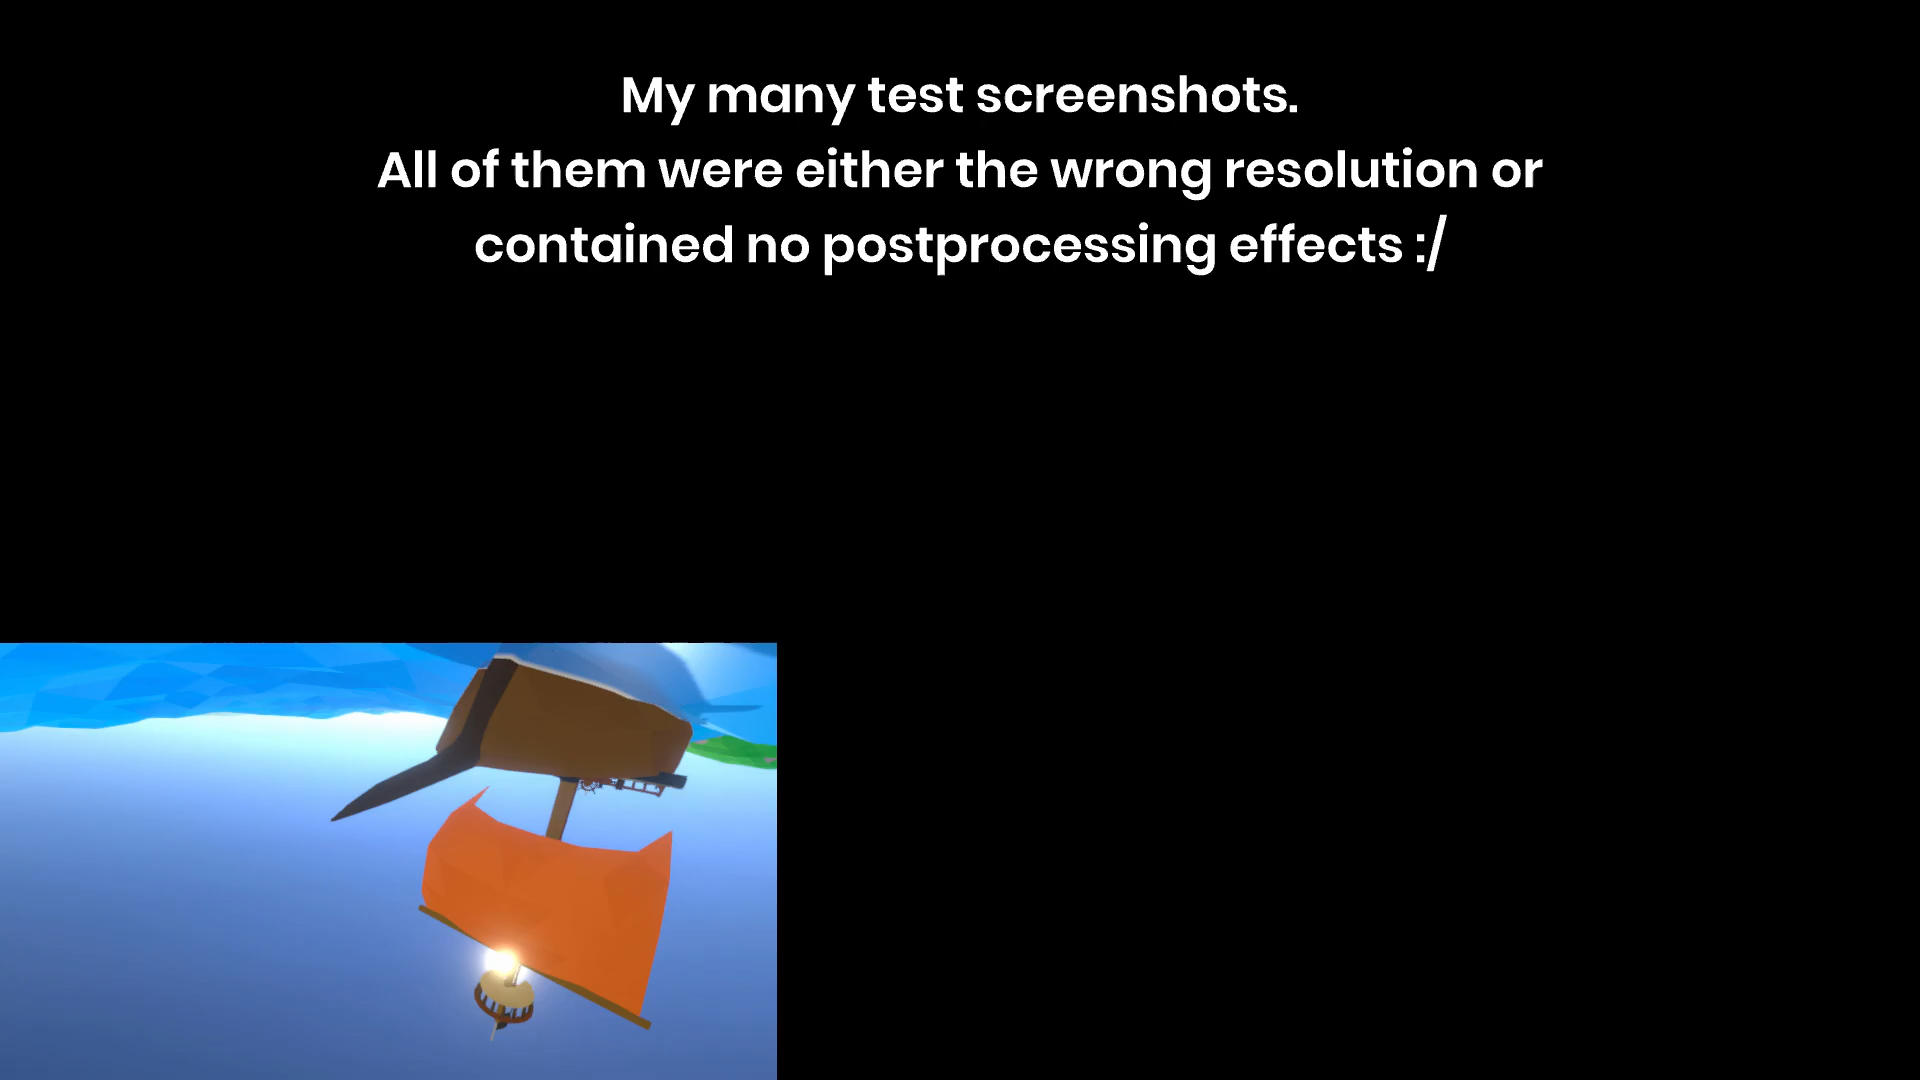 My many test screenshots.
All of them were either the wrong resolution or
contained no postprocessing effects :/